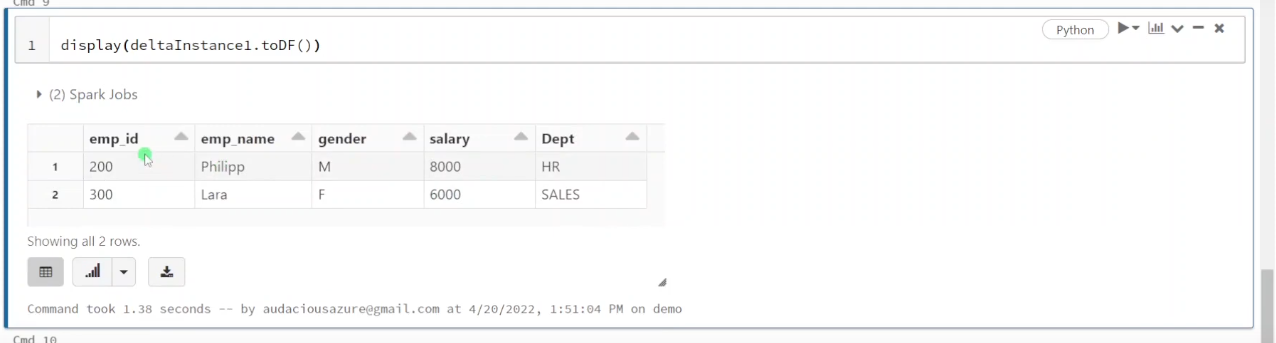 Cmd 9
Python
1 display(deltaInstance1.toDF())
(2) Spark Jobs
emp_id emp_name gender salary Dept
1 200 Philipp M 8000 HR
2 300 Lara F 6000 SALES
Showing all 2 rows.
Command took 1.38 seconds -- by audaciousazure@gmail.com at 4/20/2022, 1:51:04 PM on demo
Cmd 10